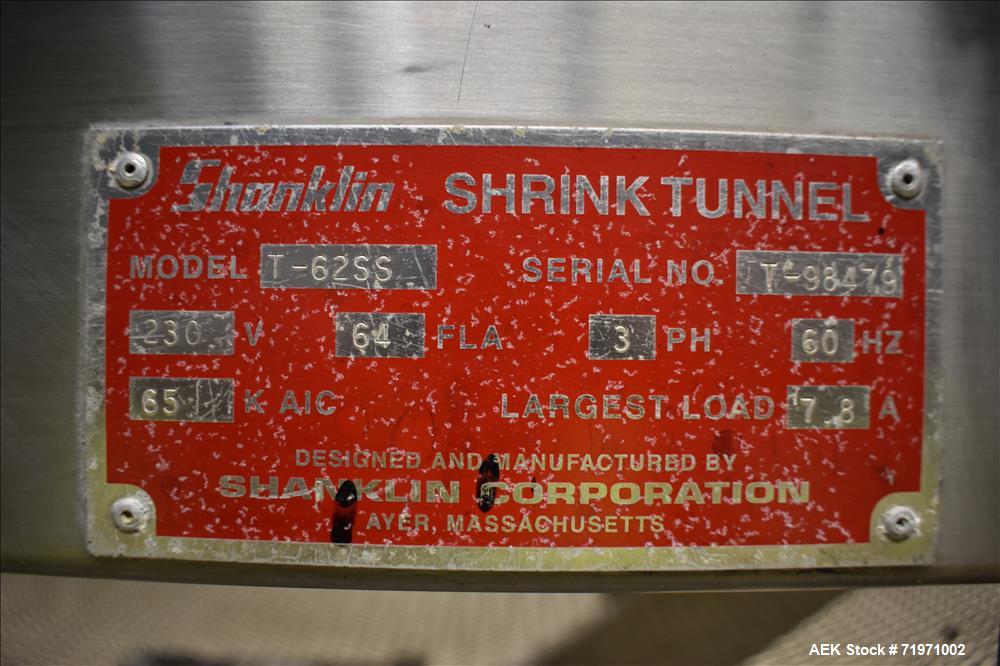 Shanklin SHRINK TUNNEL
MODEL T-62SS SERIAL NO. T-98479
230 V 64 FLA 3 PH 60 HZ
65 K AIC LARGEST LOAD 7.8 A
DESIGNED AND MANUFACTURED BY
SHANKLIN CORPORATION
AYER, MASSACHUSETTS
AEK Stock # 71971002